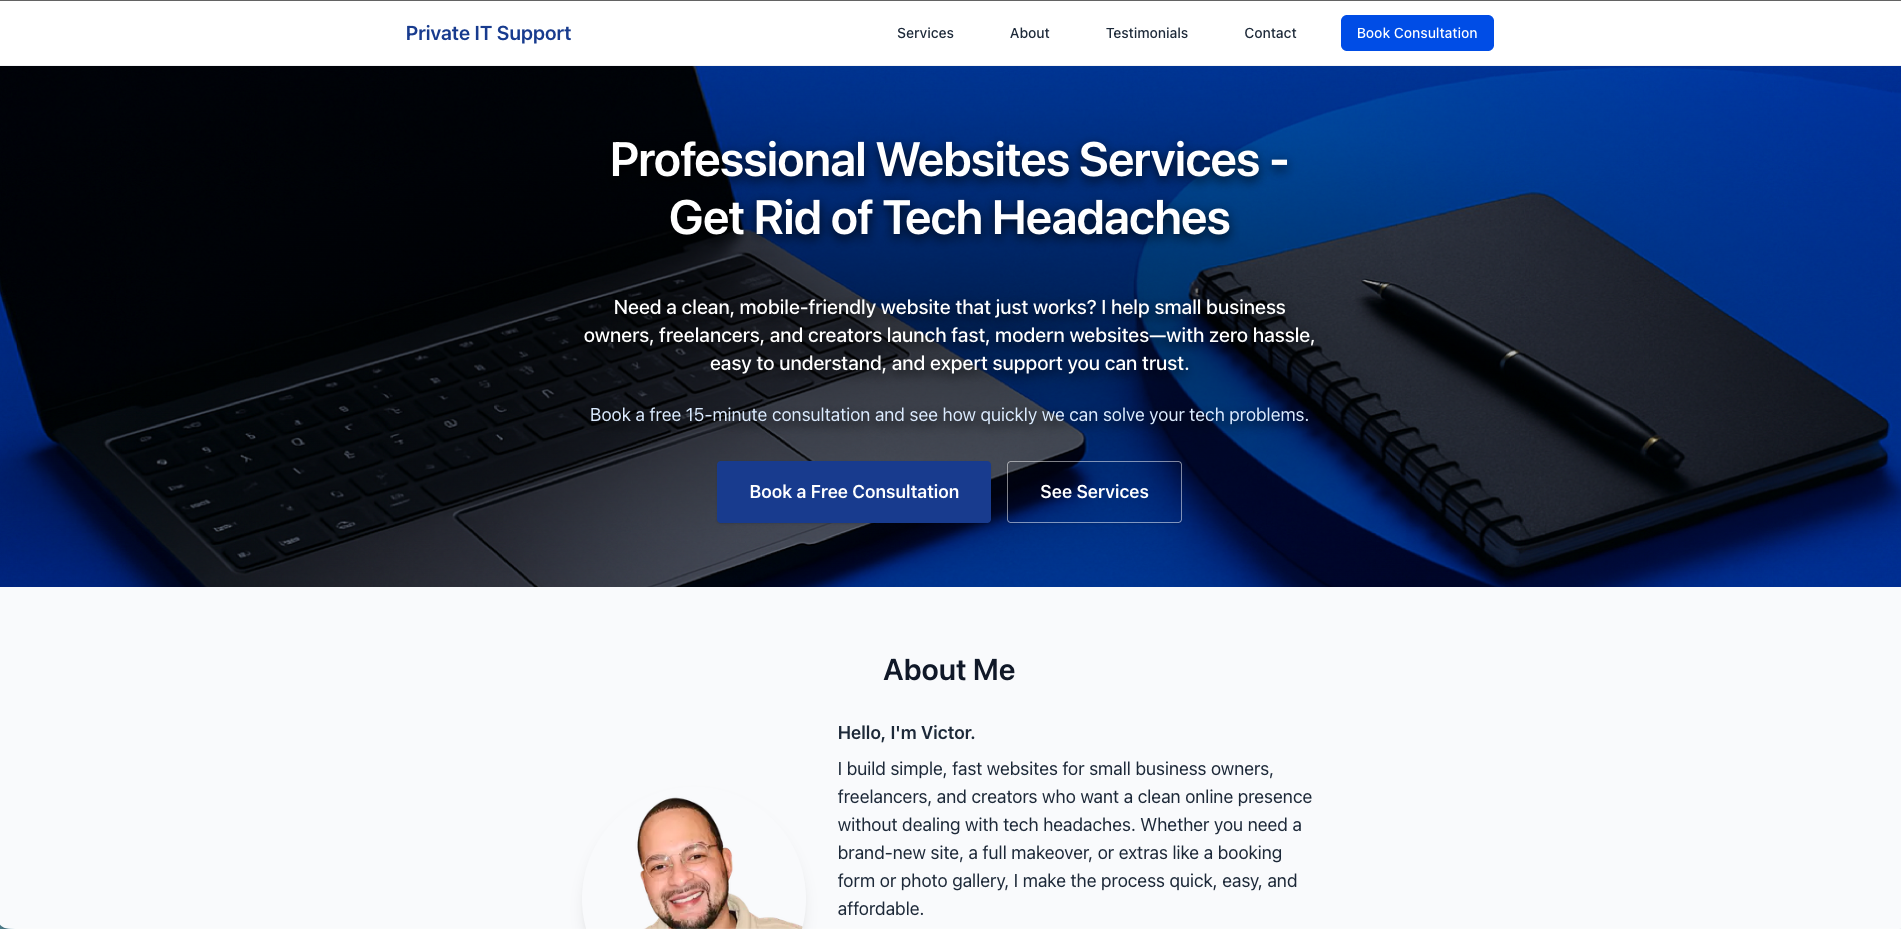 Private IT Support
Services
About
Testimonials
Contact
Book Consultation
Professional Websites Services -
Get Rid of Tech Headaches
Need a clean, mobile-friendly website that just works? I help small business
owners, freelancers, and creators launch fast, modern websites—with zero hassle,
easy to understand, and expert support you can trust.
Book a free 15-minute consultation and see how quickly we can solve your tech problems.
Book a Free Consultation
See Services
About Me
Hello, I'm Victor.
I build simple, fast websites for small business owners,
freelancers, and creators who want a clean online presence
without dealing with tech headaches. Whether you need a
brand-new site, a full makeover, or extras like a booking
form or photo gallery, I make the process quick, easy, and
affordable.